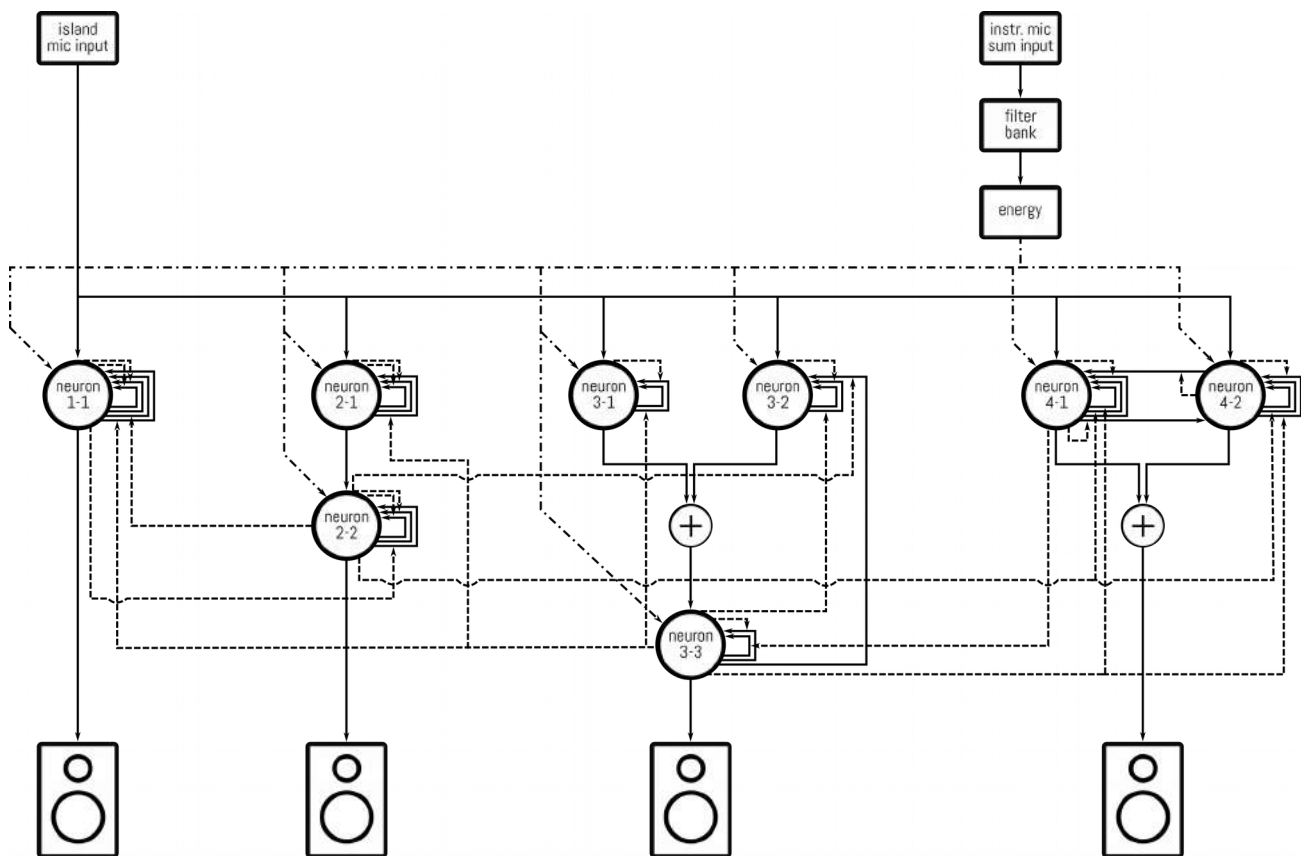 island
mic input
instr. mic
sum input
filter
bank
energy
neuron
1-1
neuron
2-1
neuron
3-1
neuron
3-2
neuron
4-1
neuron
4-2
neuron
2-2
+
+
neuron
3-3